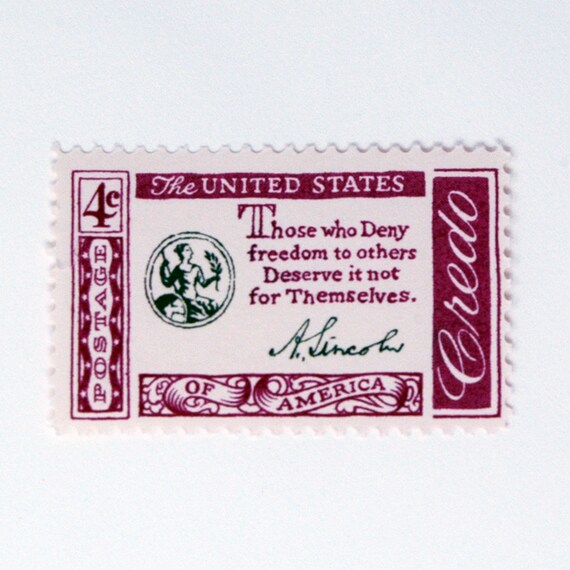 4c
POSTAGE
The UNITED STATES
Those who Deny
freedom to others
Deserve it not
for Themselves.
A. Lincoln
OF AMERICA
Credo